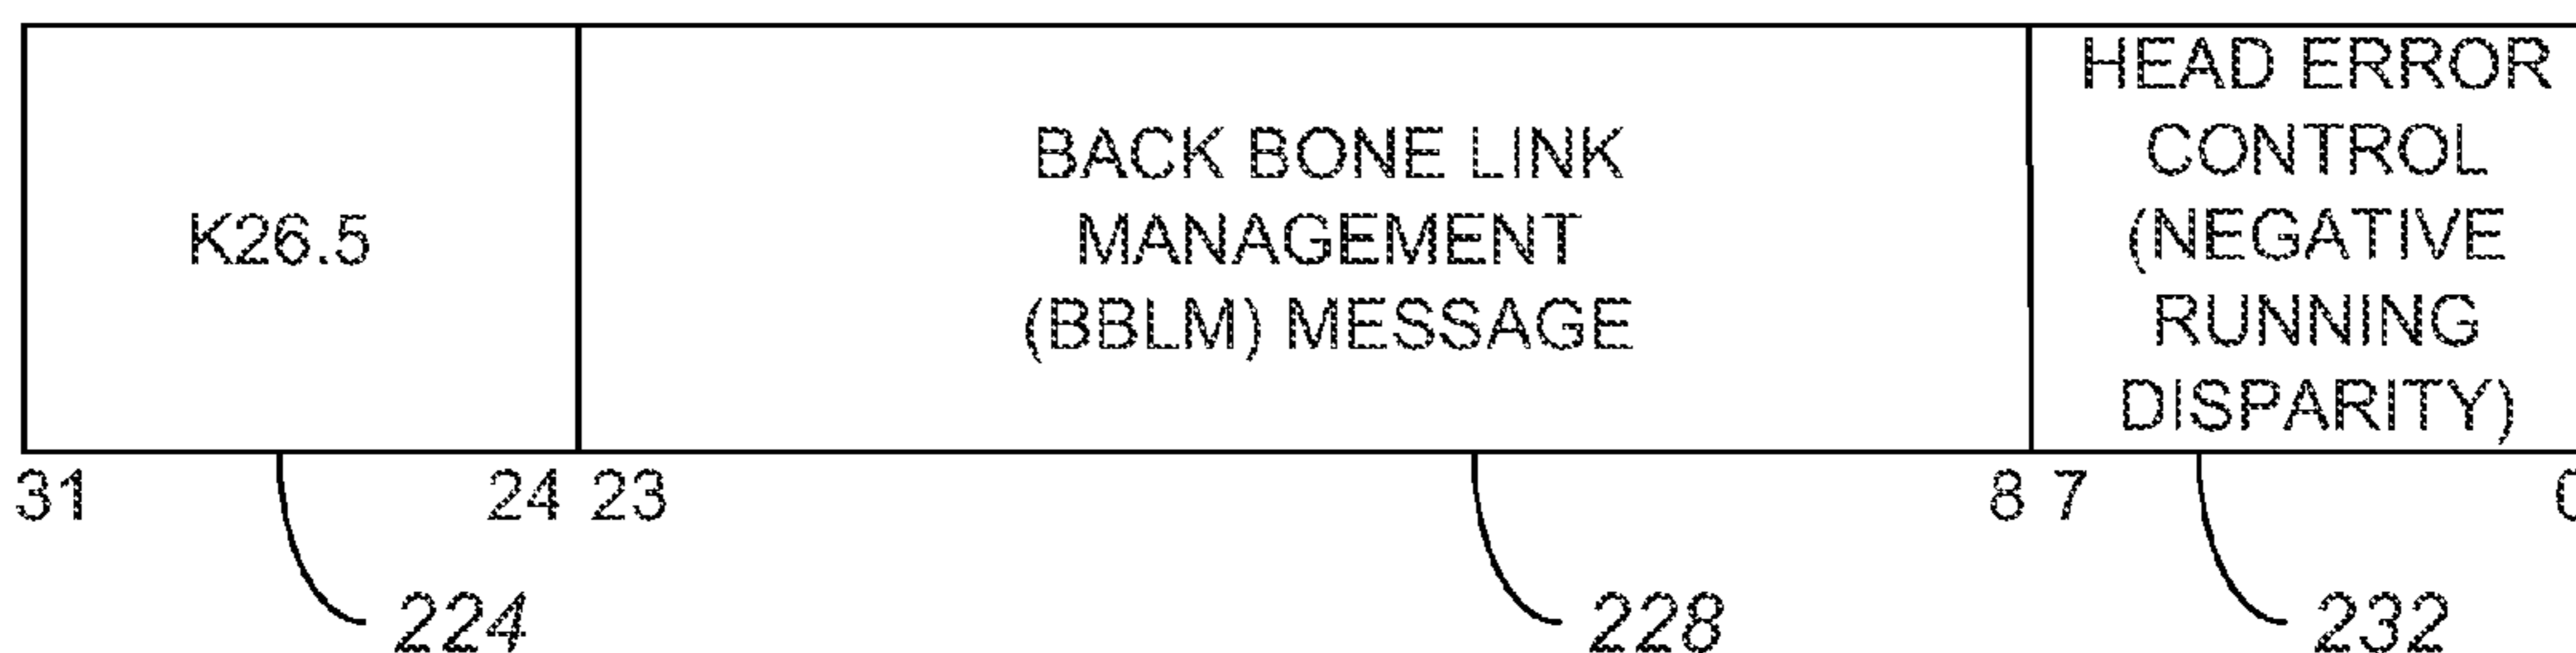 K26.5
BACK BONE LINK
MANAGEMENT
(BBLM) MESSAGE
HEAD ERROR
CONTROL
(NEGATIVE
RUNNING
DISPARITY)
31 24 23 8 7 0
224 228 232